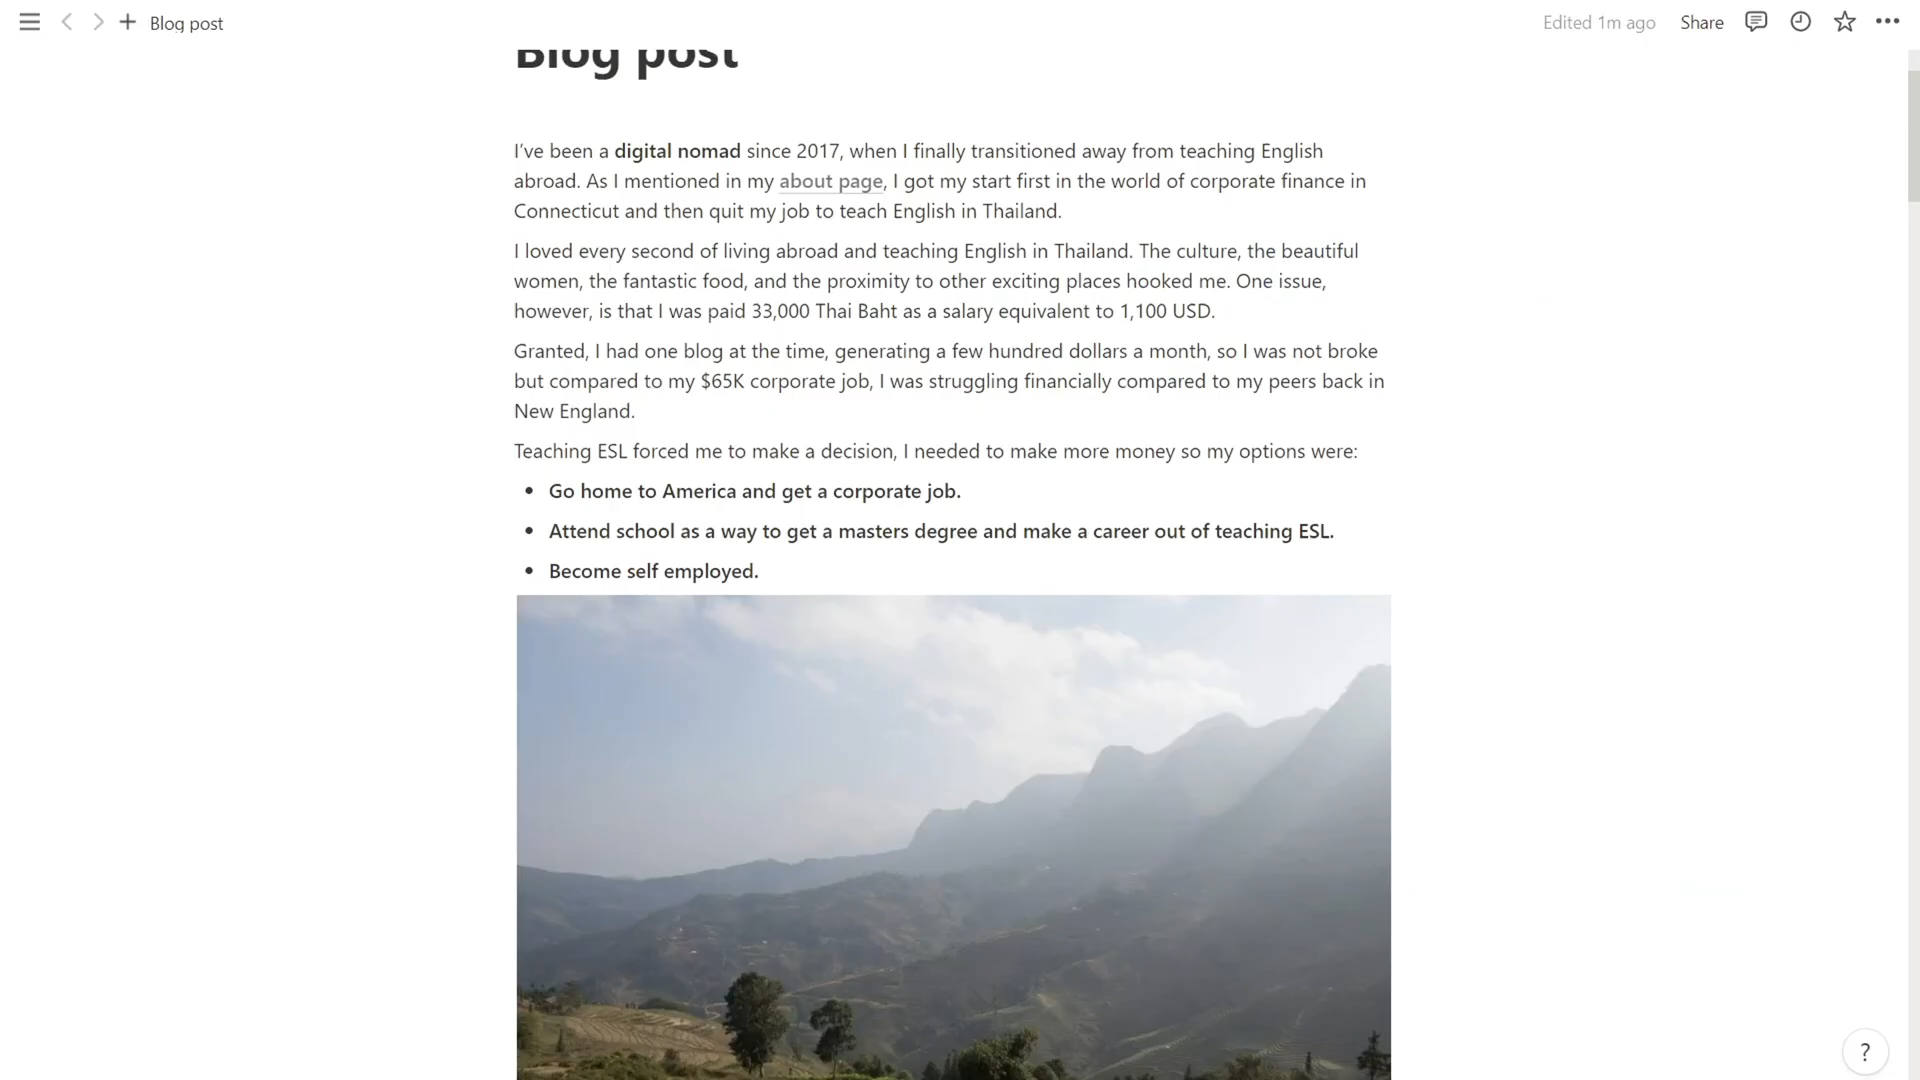 Blog post
Edited 1m ago
Share
Blog post
I've been a digital nomad since 2017, when I finally transitioned away from teaching English
abroad. As I mentioned in my about page, I got my start first in the world of corporate finance in
Connecticut and then quit my job to teach English in Thailand.
I loved every second of living abroad and teaching English in Thailand. The culture, the beautiful
women, the fantastic food, and the proximity to other exciting places hooked me. One issue,
however, is that I was paid 33,000 Thai Baht as a salary equivalent to 1,100 USD.
Granted, I had one blog at the time, generating a few hundred dollars a month, so I was not broke
but compared to my $65K corporate job, I was struggling financially compared to my peers back in
New England.
Teaching ESL forced me to make a decision, I needed to make more money so my options were:
• Go home to America and get a corporate job.
• Attend school as a way to get a masters degree and make a career out of teaching ESL.
• Become self employed.
?